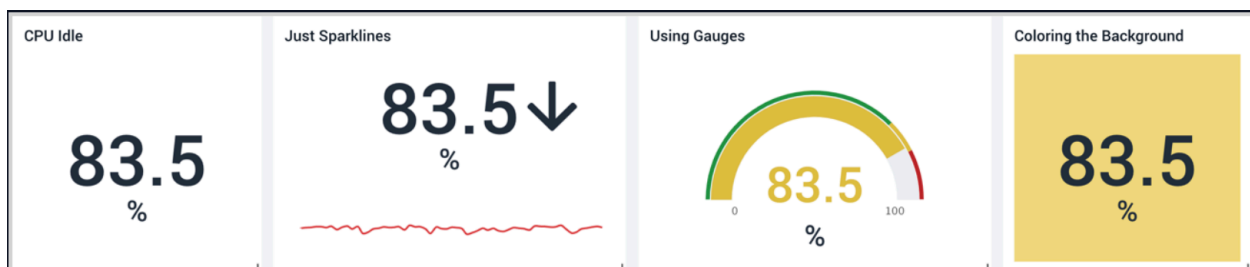 CPU Idle
83.5
%
Just Sparklines
83.5
%
Using Gauges
83.5
0 100
%
Coloring the Background
83.5
%